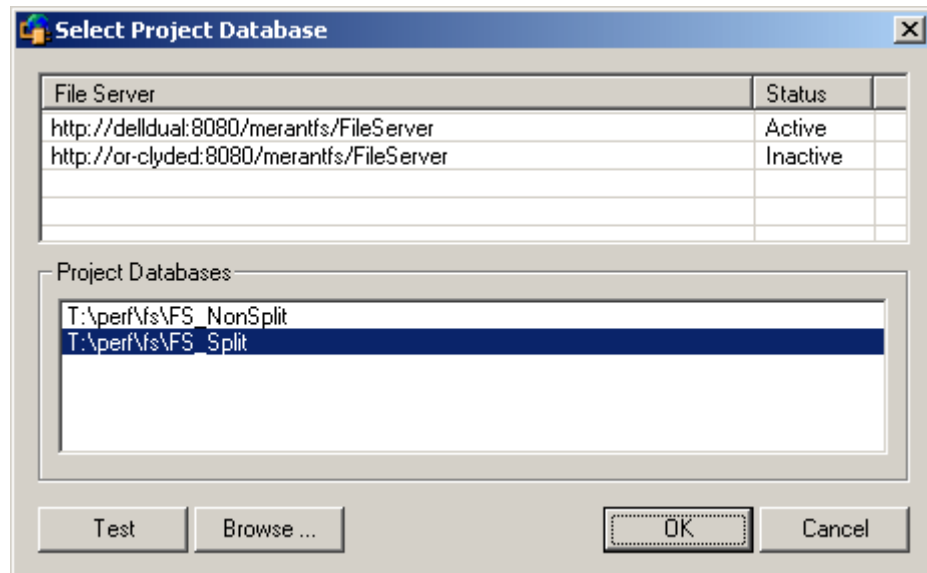 Select Project Database
File Server Status
http://delldual:8080/merantfs/FileServer Active
http://or-clyded:8080/merantfs/FileServer Inactive
Project Databases
T:\perf\fs\FS_NonSplit
T:\perf\fs\FS_Split
Test Browse ... OK Cancel